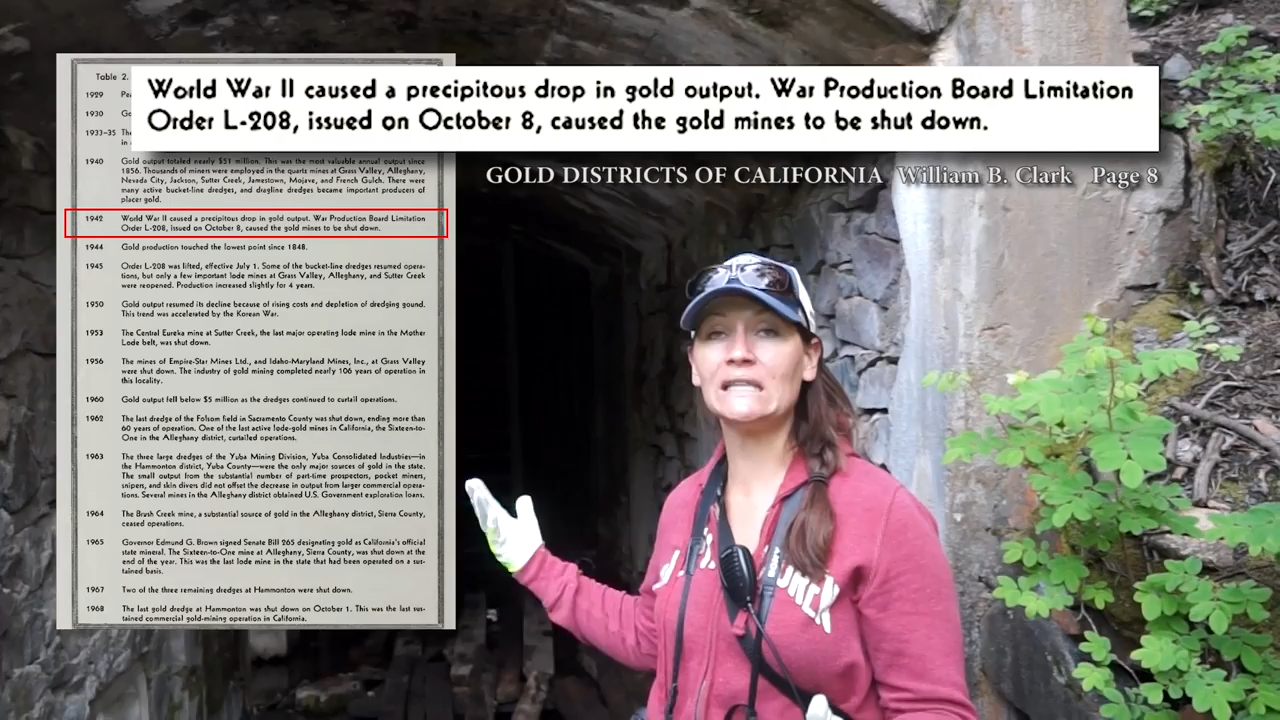 World War II caused a precipitous drop in gold output. War Production Board Limitation
Order L-208, issued on October 8, caused the gold mines to be shut down.
GOLD DISTRICTS OF CALIFORNIA William B. Clark Page 8
Table 2.
1929
1930
1933-35
1940 Gold output totaled nearly $51 million. This was the most valuable annual output since
1856. Thousands of miners were employed in the quartz mines at Grass Valley, Alleghany,
Nevada City, Jackson, Sutter Creek, Jamestown, Mojave, and French Gulch. There were
many active bucket-line dredges, and dragline dredges became important producers of
placer gold.
1942 World War II caused a precipitous drop in gold output. War Production Board Limitation
Order L-208, issued on October 8, caused the gold mines to be shut down.
1944 Gold production touched the lowest point since 1848.
1945 Order L-208 was lifted, effective July 1. Some of the bucket-line dredges resumed opera-
tions, but only a few important lode mines at Grass Valley, Alleghany, and Sutter Creek
were reopened. Production increased slightly for 4 years.
1950 Gold output resumed its decline because of rising costs and depletion of dredging gound.
This trend was accelerated by the Korean War.
1953 The Central Eureka mine at Sutter Creek, the last major operating lode mine in the Mother
Lode belt, was shut down.
1956 The mines of Empire-Star Mines Ltd., and Idaho-Maryland Mines, Inc., at Grass Valley
were shut down. The industry of gold mining completed nearly 106 years of operation in
this locality.
1960 Gold output fell below $5 million as the dredges continued to curtail operations.
1962 The last dredge of the Folsom field in Sacramento County was shut down, ending more than
60 years of operation. One of the last active lode-gold mines in California, the Sixteen-to-
One in the Alleghany district, curtailed operations.
1963 The three large dredges of the Yuba Mining Division, Yuba Consolidated Industries—in
the Hammonton district, Yuba County—were the only major sources of gold in the state.
The small output from the substantial number of part-time prospectors, pocket miners,
snipers, and skin divers did not offset the decrease in output from larger commercial opera-
tions. Several mines in the Alleghany district obtained U.S. Government exploration loans.
1964 The Brush Creek mine, a substantial source of gold in the Alleghany district, Sierra County,
ceased operations.
1965 Governor Edmund G. Brown signed Senate Bill 265 designating gold as California's official
state mineral. The Sixteen-to-One mine at Alleghany, Sierra County, was shut down at the
end of the year. This was the last lode mine in the state that had been operated on a sus-
tained basis.
1967 Two of the three remaining dredges at Hammonton were shut down.
1968 The last gold dredge at Hammonton was shut down on October 1. This was the last sus-
tained commercial gold-mining operation in California.